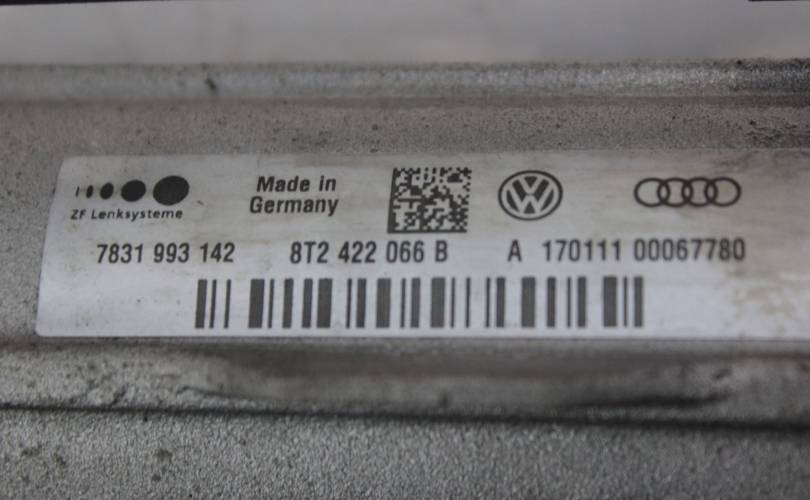 ZF Lenksysteme
Made in
Germany
7831 993 142 8T2 422 066 B A 170111 00067780